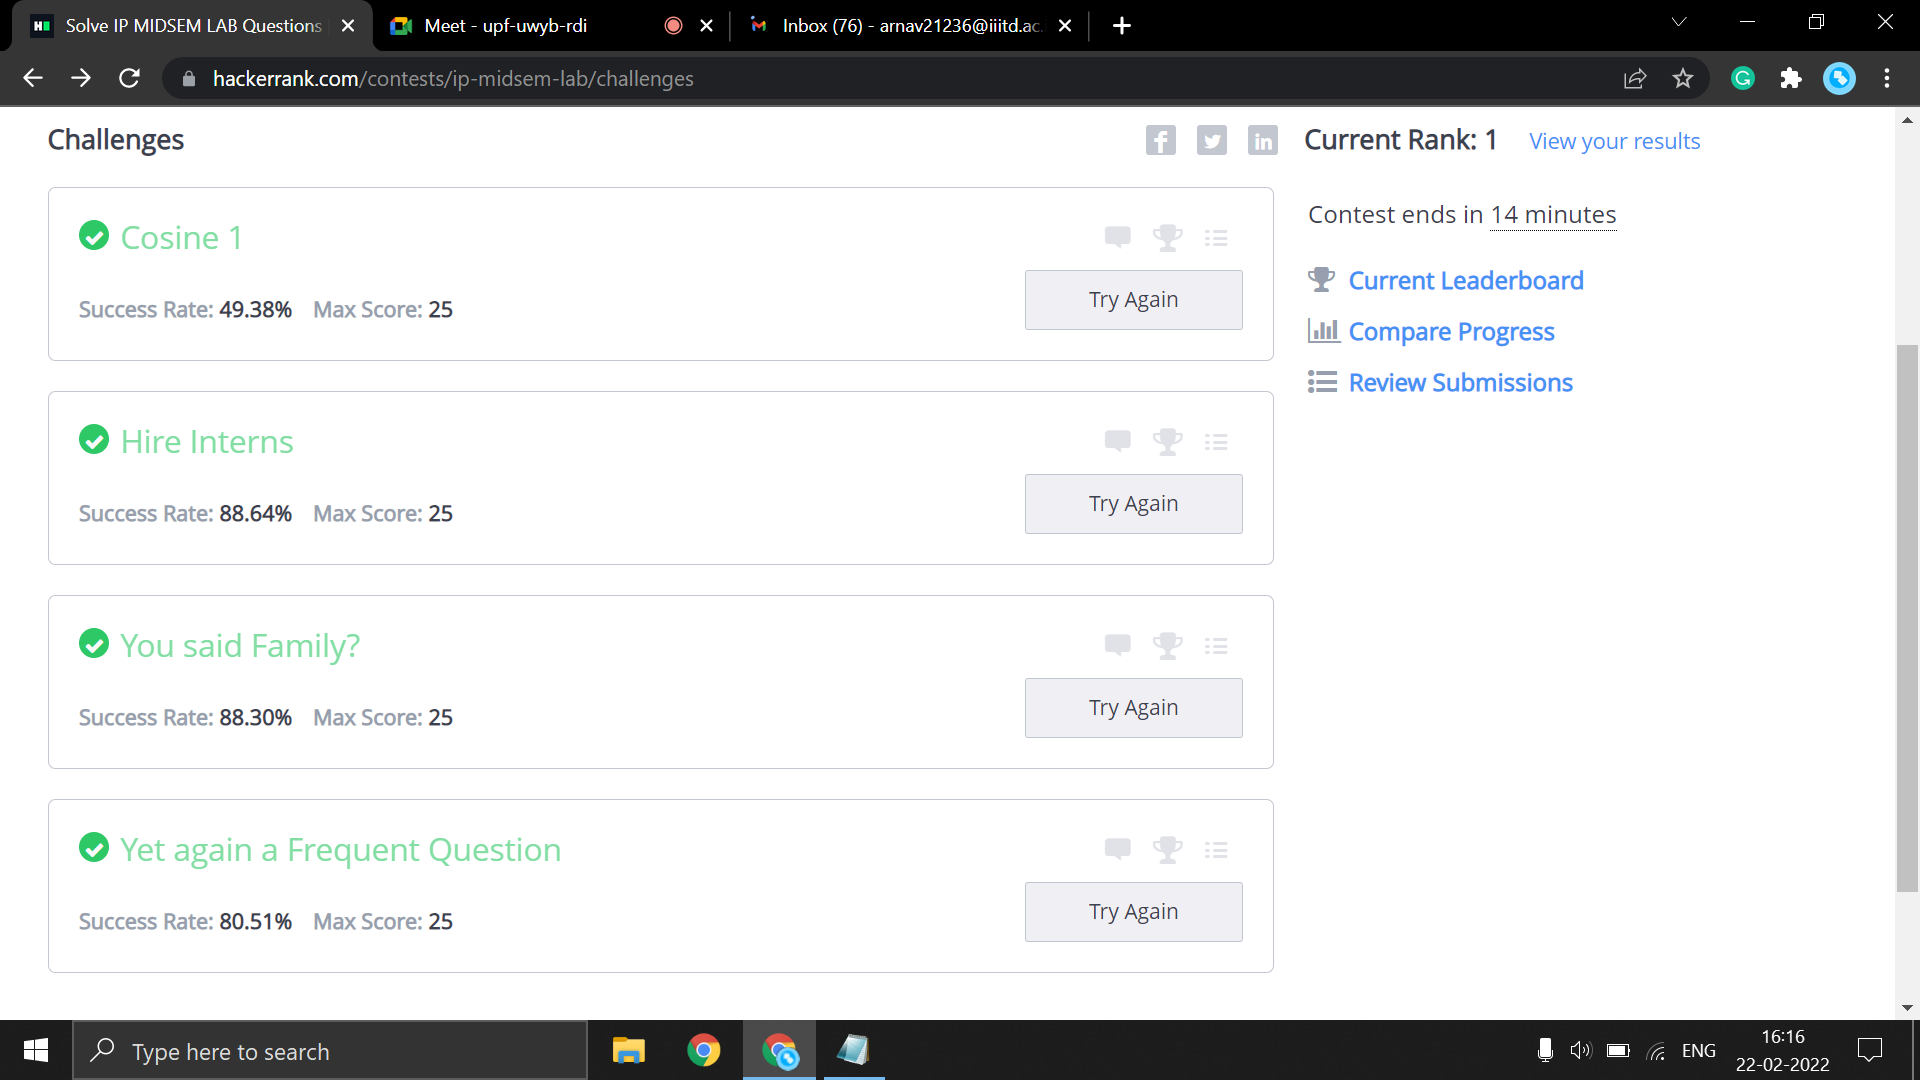 Solve IP MIDSEM LAB Questions
Meet - upf-uwyb-rdi
Inbox (76) - arnav21236@iiitd.ac.
hackerrank.com/contests/ip-midsem-lab/challenges
Challenges
Current Rank: 1
View your results
Cosine 1
Success Rate: 49.38% Max Score: 25
Try Again
Contest ends in 14 minutes
Current Leaderboard
Compare Progress
Review Submissions
Hire Interns
Success Rate: 88.64% Max Score: 25
Try Again
You said Family?
Success Rate: 88.30% Max Score: 25
Try Again
Yet again a Frequent Question
Success Rate: 80.51% Max Score: 25
Try Again
Type here to search
ENG
16:16
22-02-2022